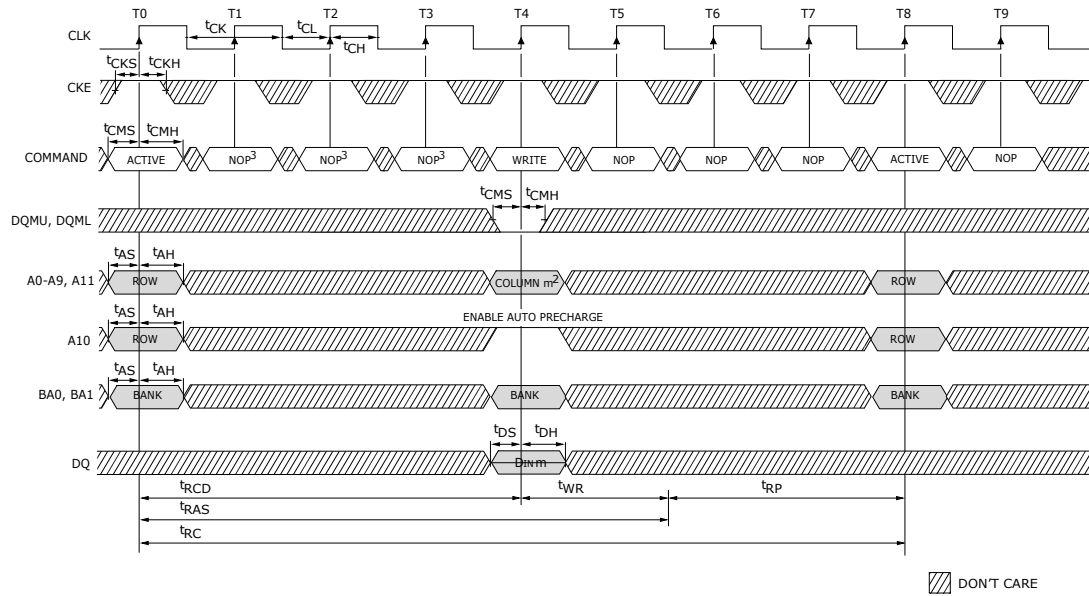 T0 T1 T2 T3 T4 T5 T6 T7 T8 T9
CLK tCK tCL tCH
tCKS tCKH
CKE
tCMS tCMH
COMMAND ACTIVE NOP3 NOP3 NOP3 WRITE NOP NOP NOP ACTIVE NOP
tCMS tCMH
DQMU, DQML
tAS tAH
A0-A9, A11 ROW COLUMN m2 ROW
ENABLE AUTO PRECHARGE
tAS tAH
A10 ROW ROW
tAS tAH
BA0, BA1 BANK BANK BANK
tDS tDH
DQ DIN m
tRCD tWR tRP
tRAS
tRC
DON'T CARE